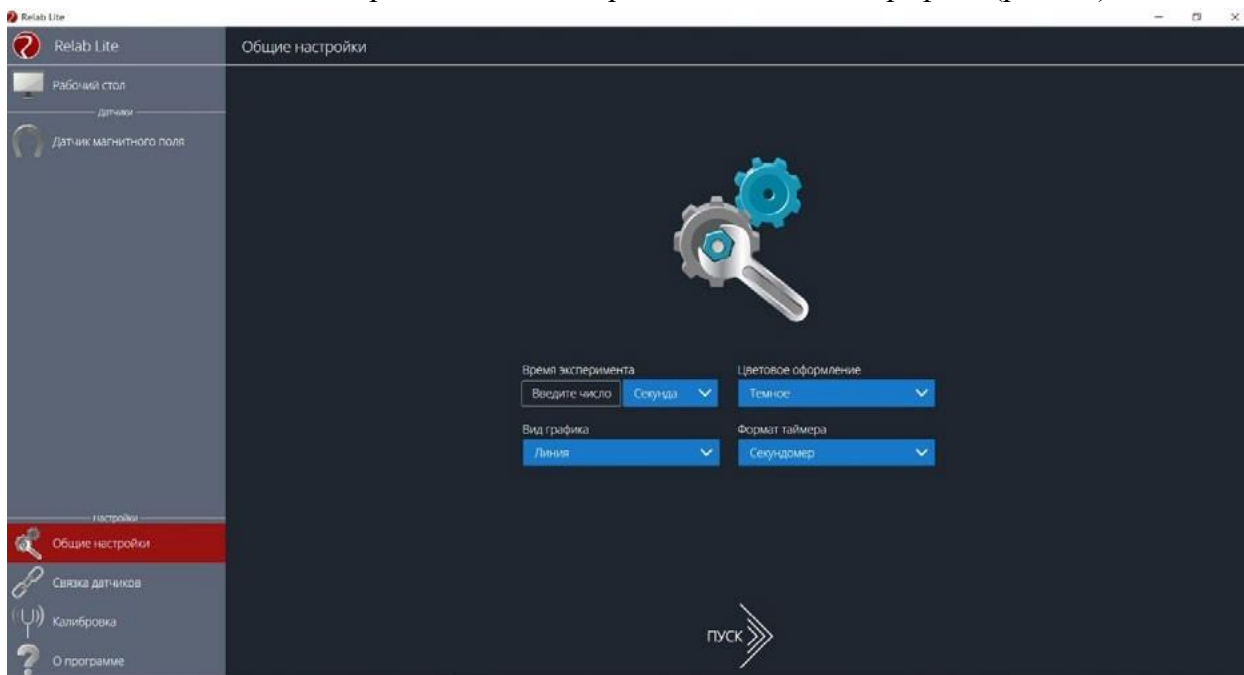 Relab Lite
Relab Lite
Общие настройки
Рабочий стол
Датчики
Датчик магнитного поля
Время эксперимента
Введите число
Секунда
Цветовое оформление
Темное
Вид графика
Линия
Формат таймера
Секундомер
Настройки
Общие настройки
Связка датчиков
Калибровка
О программе
ПУСК